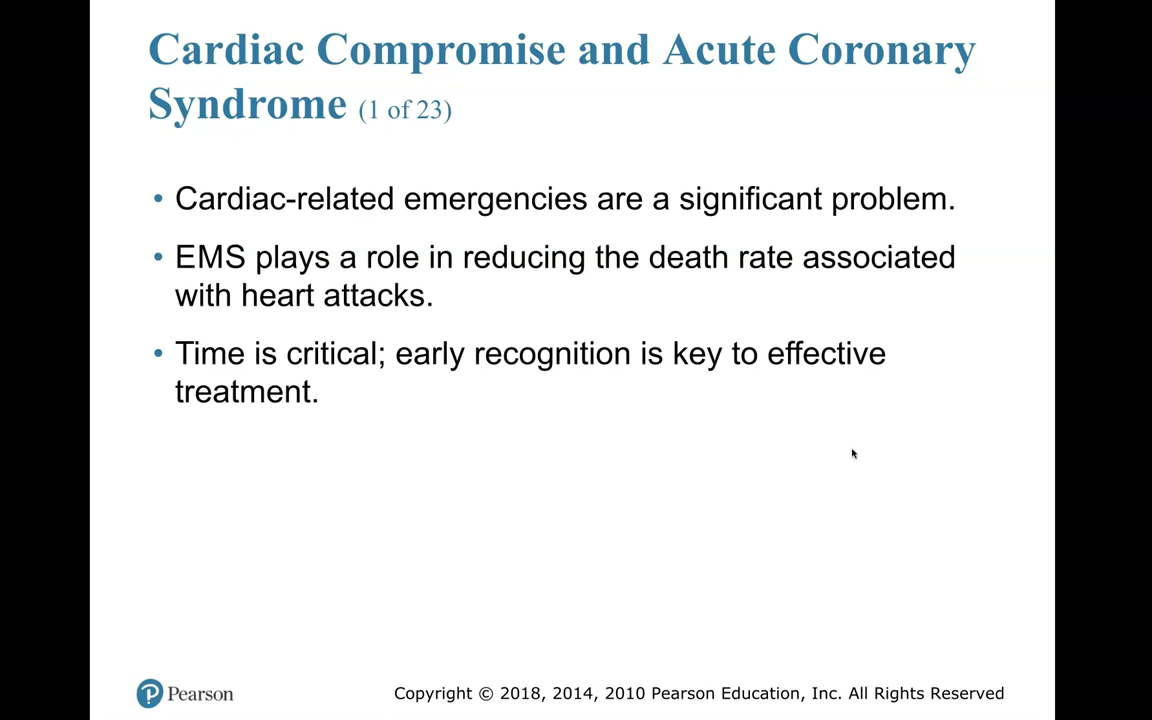 Cardiac Compromise and Acute Coronary
Syndrome (1 of 23)
• Cardiac-related emergencies are a significant problem.
• EMS plays a role in reducing the death rate associated
with heart attacks.
• Time is critical; early recognition is key to effective
treatment.
Pearson
Copyright © 2018, 2014, 2010 Pearson Education, Inc. All Rights Reserved